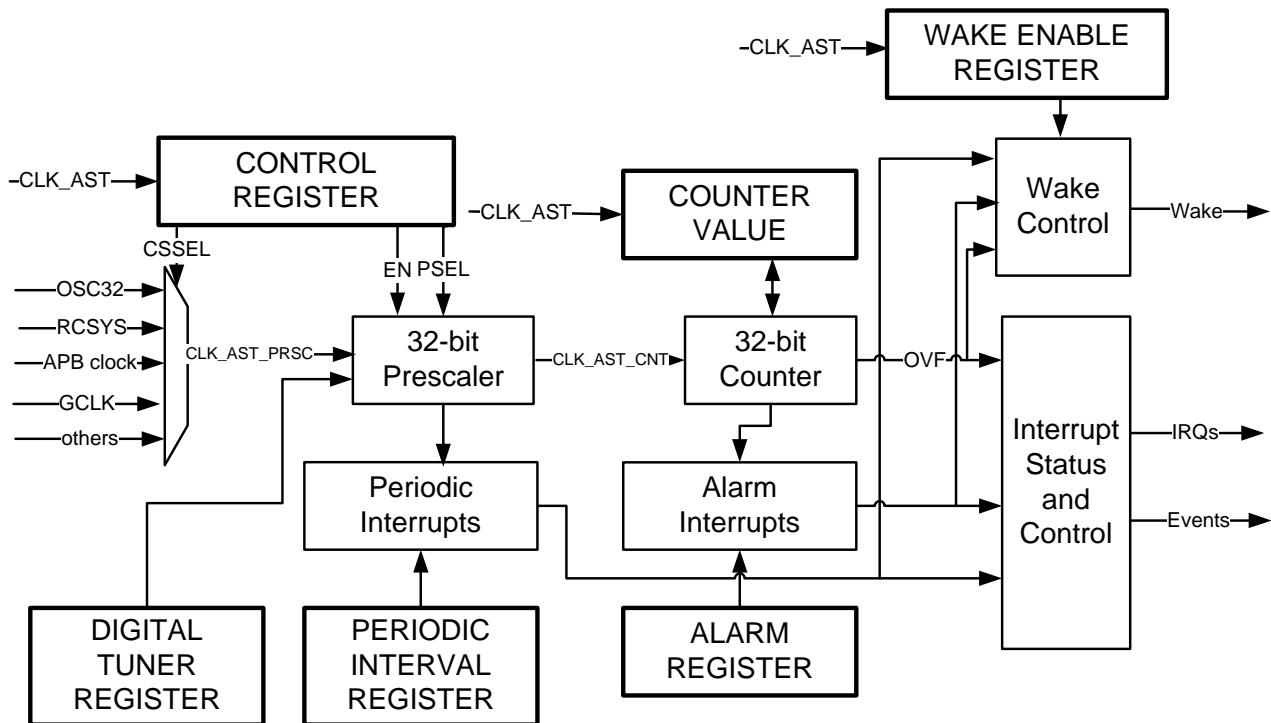 CLK_AST
WAKE ENABLE
REGISTER
CLK_AST
CONTROL
REGISTER
CLK_AST
COUNTER
VALUE
Wake
Control
Wake
CSSEL
EN
PSEL
OSC32
RCSYS
APB clock
GCLK
others
CLK_AST_PRSC
32-bit
Prescaler
CLK_AST_CNT
32-bit
Counter
OVF
Interrupt
Status
and
Control
IRQs
Events
Periodic
Interrupts
Alarm
Interrupts
DIGITAL
TUNER
REGISTER
PERIODIC
INTERVAL
REGISTER
ALARM
REGISTER